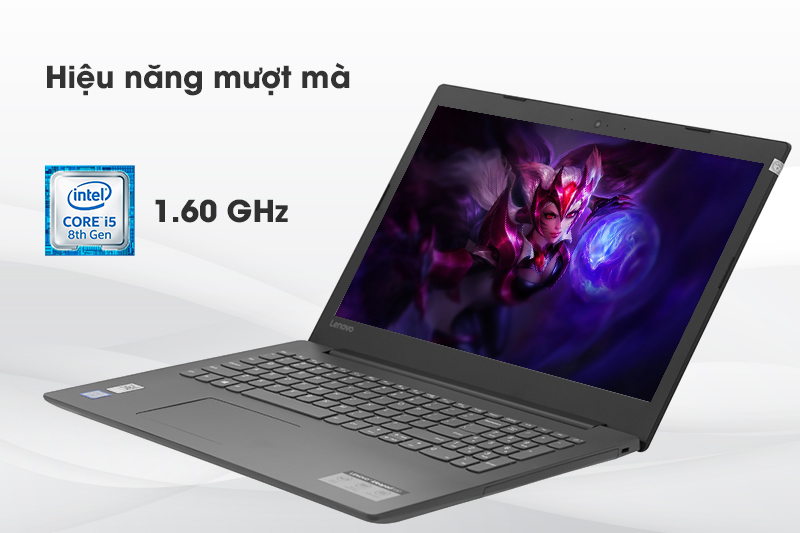 Hiệu năng mượt mà
intel
CORE i5
8th Gen
1.60 GHz
Lenovo